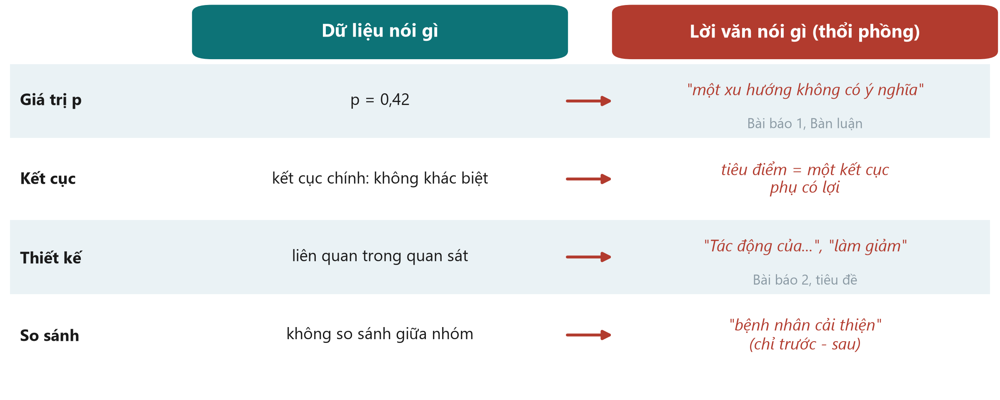 Dữ liệu nói gì
Lời văn nói gì (thổi phồng)
Giá trị p
p = 0,42
"một xu hướng không có ý nghĩa"
Bài báo 1, Bàn luận
Kết cục
kết cục chính: không khác biệt
tiêu điểm = một kết cục
phụ có lợi
Thiết kế
liên quan trong quan sát
"Tác động của...", "làm giảm"
Bài báo 2, tiêu đề
So sánh
không so sánh giữa nhóm
"bệnh nhân cải thiện"
(chỉ trước - sau)